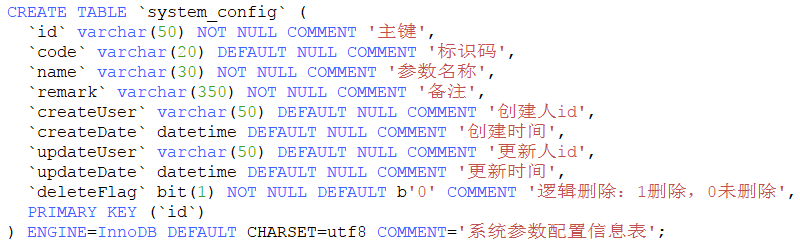 CREATE TABLE `system_config` (
  `id` varchar(50) NOT NULL COMMENT '主键',
  `code` varchar(20) DEFAULT NULL COMMENT '标识码',
  `name` varchar(30) NOT NULL COMMENT '参数名称',
  `remark` varchar(350) NOT NULL COMMENT '备注',
  `createUser` varchar(50) DEFAULT NULL COMMENT '创建人id',
  `createDate` datetime DEFAULT NULL COMMENT '创建时间',
  `updateUser` varchar(50) DEFAULT NULL COMMENT '更新人id',
  `updateDate` datetime DEFAULT NULL COMMENT '更新时间',
  `deleteFlag` bit(1) NOT NULL DEFAULT b'0' COMMENT '逻辑删除：1删除，0未删除',
  PRIMARY KEY (`id`)
) ENGINE=InnoDB DEFAULT CHARSET=utf8 COMMENT='系统参数配置信息表';